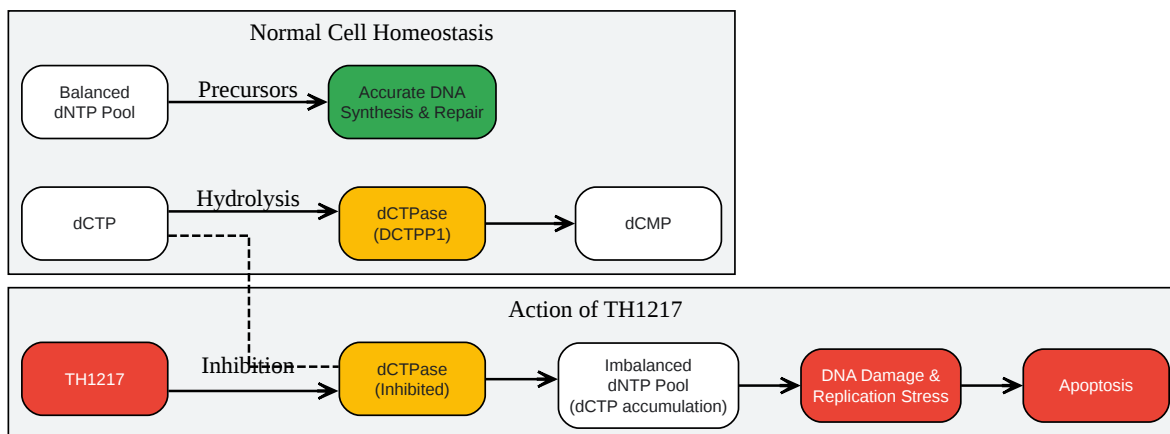 Normal Cell Homeostasis
Balanced
dNTP Pool
Precursors
Accurate DNA
Synthesis & Repair
dCTP
Hydrolysis
dCTPase
(DCTPP1)
dCMP
Action of TH1217
TH1217
Inhibition
dCTPase
(Inhibited)
Imbalanced
dNTP Pool
(dCTP accumulation)
DNA Damage &
Replication Stress
Apoptosis